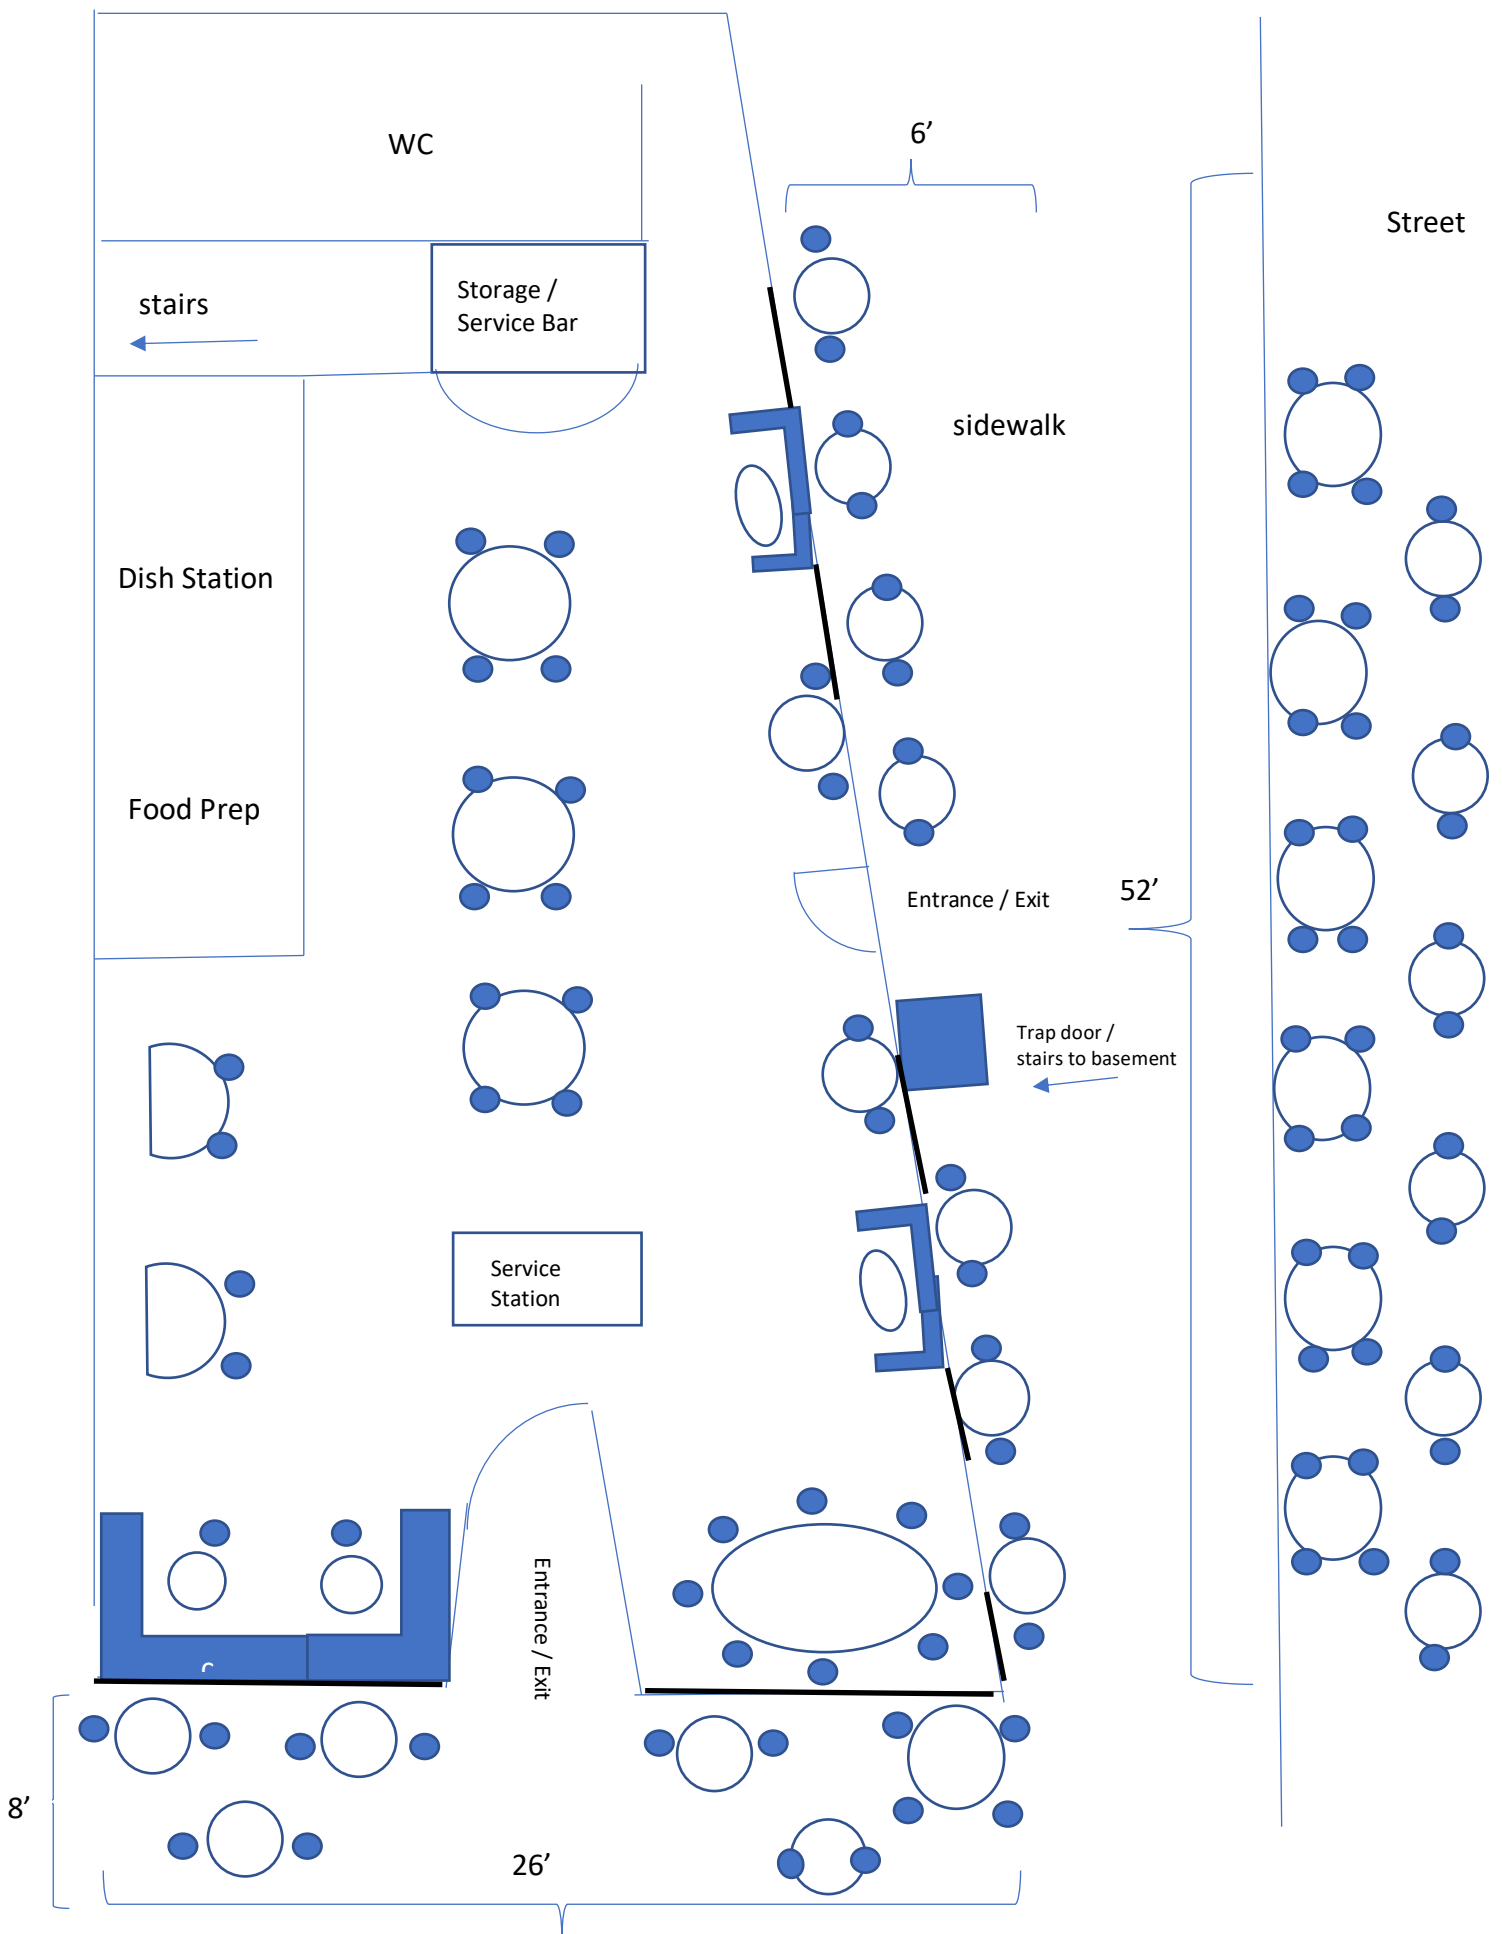 6’
WC
Street
Storage /
Service Bar
stairs
sidewalk
Dish Station
Food Prep
52’
Entrance / Exit
Trap door /
stairs to basement
Service
Station
Entrance / Exit
8’
26’